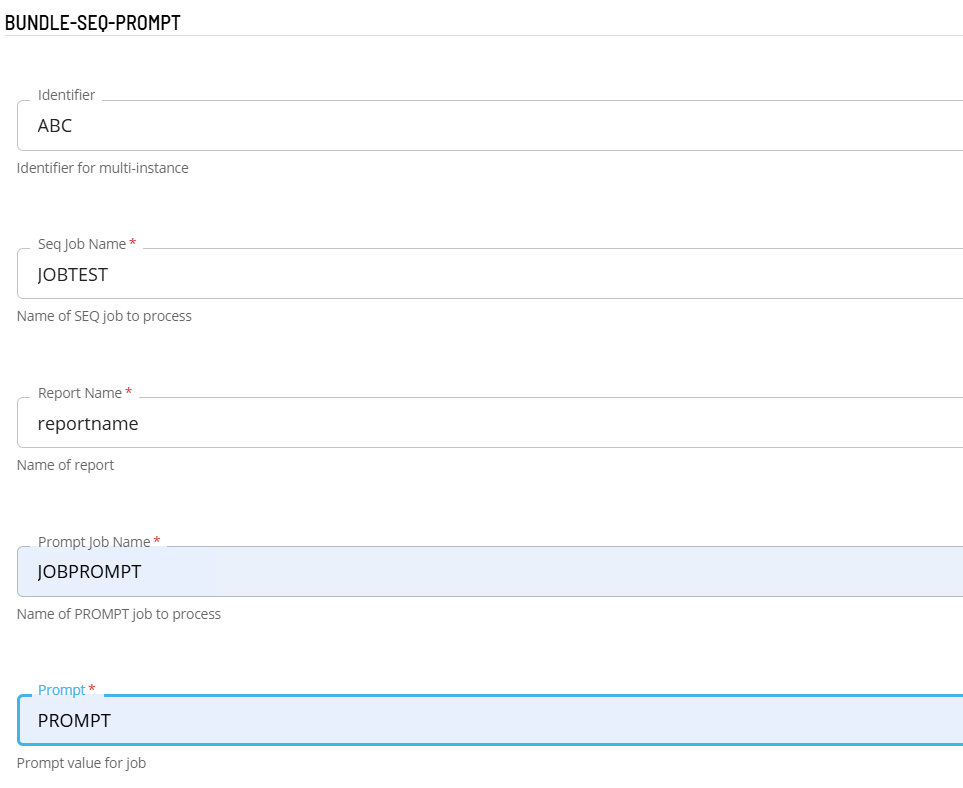 BUNDLE-SEQ-PROMPT
Identifier
ABC
Identifier for multi-instance
Seq Job Name *
JOBTEST
Name of SEQ job to process
Report Name *
reportname
Name of report
Prompt Job Name *
JOBPROMPT
Name of PROMPT job to process
Prompt *
PROMPT
Prompt value for job